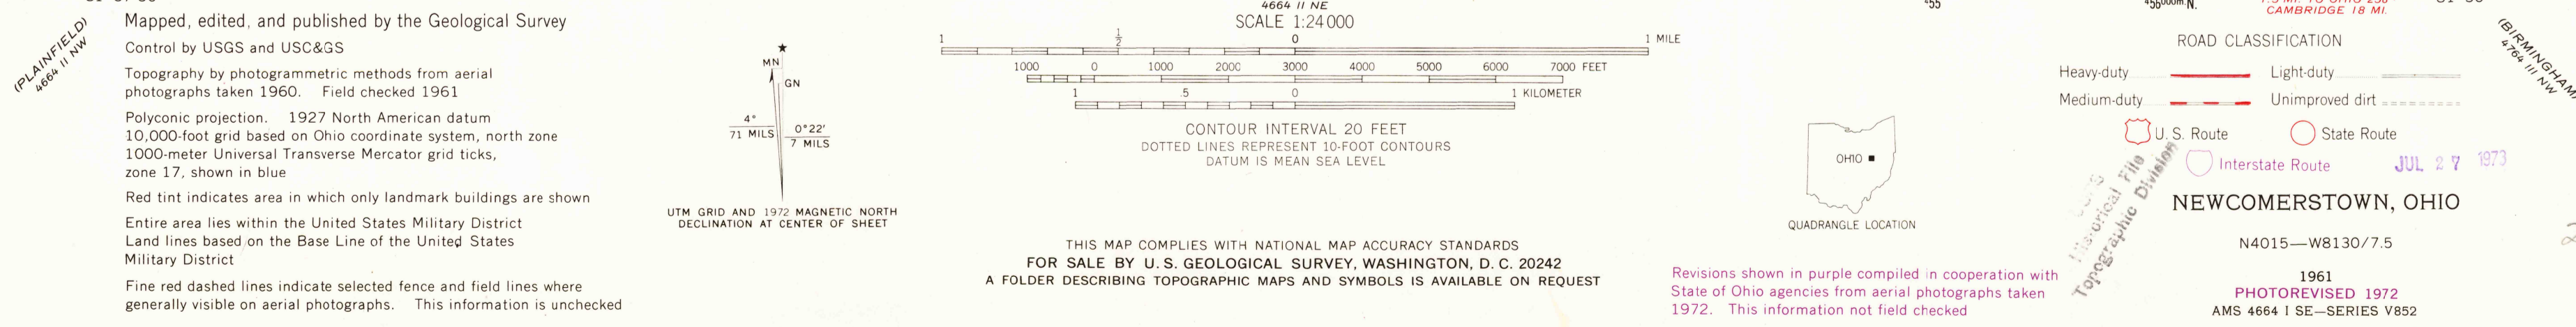 Mapped, edited, and published by the Geological Survey
Control by USGS and USC&GS
Topography by photogrammetric methods from aerial
photographs taken 1960. Field checked 1961
Polyconic projection. 1927 North American datum
10,000-foot grid based on Ohio coordinate system, north zone
1000-meter Universal Transverse Mercator grid ticks,
zone 17, shown in blue
Red tint indicates area in which only landmark buildings are shown
Entire area lies within the United States Military District
Land lines based on the Base Line of the United States
Military District
Fine red dashed lines indicate selected fence and field lines where
generally visible on aerial photographs. This information is unchecked
(PLAINFIELD)
4664 II NW
MN
GN
4°
71 MILS
0°22'
7 MILS
UTM GRID AND 1972 MAGNETIC NORTH
DECLINATION AT CENTER OF SHEET
4664 II NE
SCALE 1:24000
1 ½ 0 1 MILE
1000 0 1000 2000 3000 4000 5000 6000 7000 FEET
1 .5 0 1 KILOMETER
CONTOUR INTERVAL 20 FEET
DOTTED LINES REPRESENT 10-FOOT CONTOURS
DATUM IS MEAN SEA LEVEL
THIS MAP COMPLIES WITH NATIONAL MAP ACCURACY STANDARDS
FOR SALE BY U. S. GEOLOGICAL SURVEY, WASHINGTON, D. C. 20242
A FOLDER DESCRIBING TOPOGRAPHIC MAPS AND SYMBOLS IS AVAILABLE ON REQUEST
OHIO
QUADRANGLE LOCATION
Revisions shown in purple compiled in cooperation with
State of Ohio agencies from aerial photographs taken
1972. This information not field checked
⁴55
⁴56⁰⁰⁰ᵐ·N.
CAMBRIDGE 18 MI.
ROAD CLASSIFICATION
Heavy-duty Light-duty
Medium-duty Unimproved dirt
U. S. Route State Route
Interstate Route
JUL 27 1973
Historical File
Topographic Division
NEWCOMERSTOWN, OHIO
N4015—W8130/7.5
1961
PHOTOREVISED 1972
AMS 4664 I SE—SERIES V852
4764 III NW